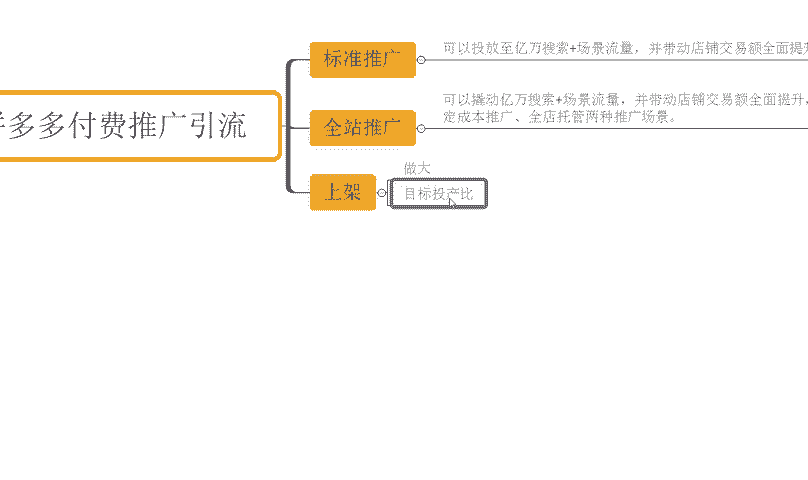 标准推广
可以投放至亿万搜索+场景流量，并带动店铺交易额全面提升
多多付费推广引流
全站推广
可以撬动亿万搜索+场景流量，并带动店铺交易额全面提升，
定成本推广、全店托管两种推广场景。
上架
做大
目标投产比